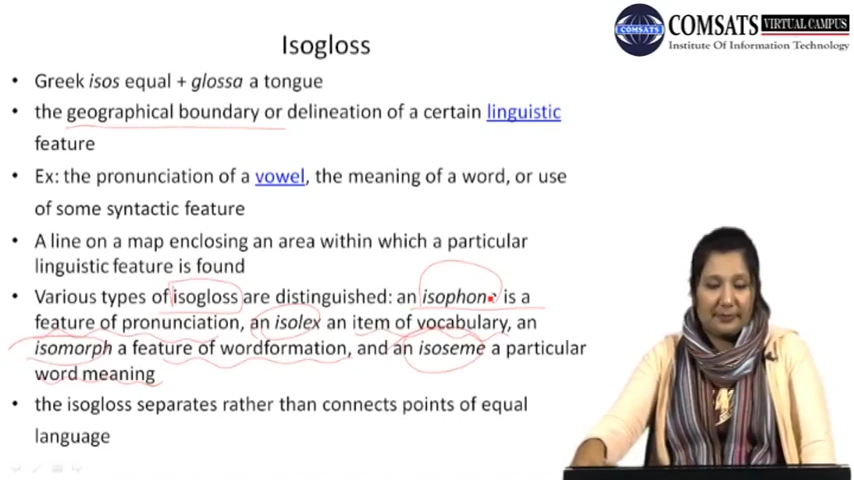 COMSATS VIRTUAL CAMPUS
COMSATS
Institute Of Information Technology
Isogloss
• Greek isos equal + glossa a tongue
• the geographical boundary or delineation of a certain linguistic
feature
• Ex: the pronunciation of a vowel, the meaning of a word, or use
of some syntactic feature
• A line on a map enclosing an area within which a particular
linguistic feature is found
• Various types of isogloss are distinguished: an isophone is a
feature of pronunciation, an isolex an item of vocabulary, an
isomorph a feature of wordformation, and an isoseme a particular
word meaning
• the isogloss separates rather than connects points of equal
language